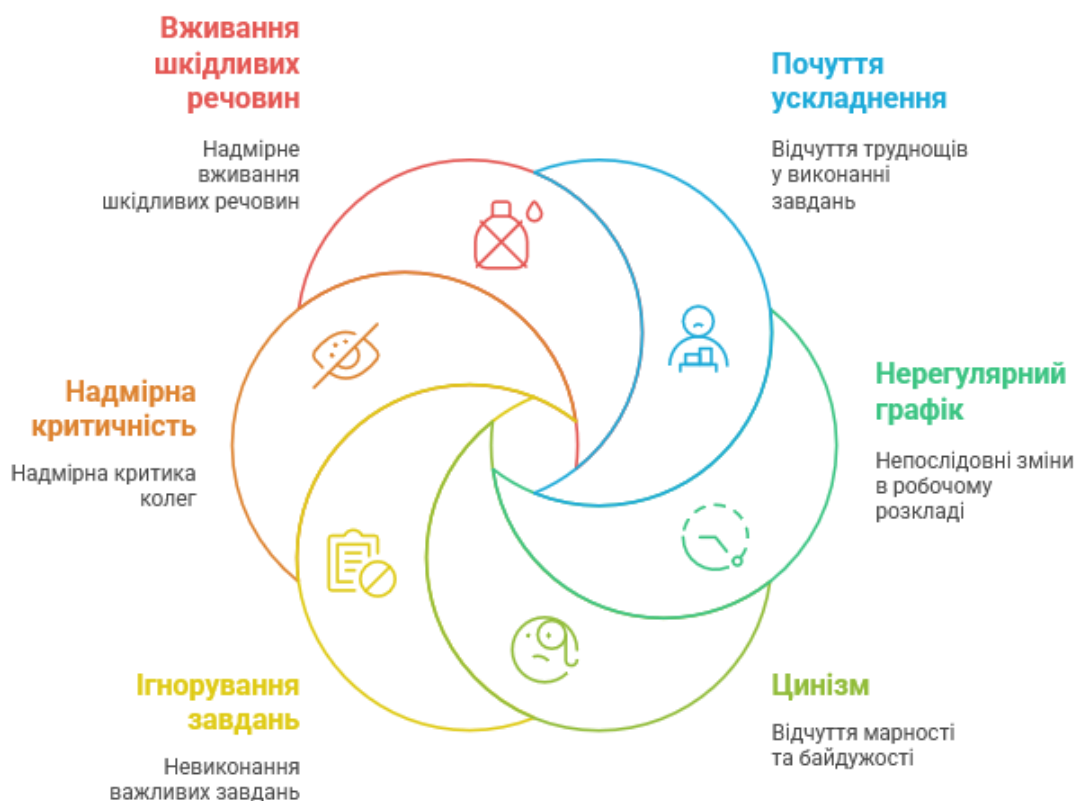 Вживання
шкідливих
речовин
Надмірне
вживання
шкідливих речовин
Почуття
ускладнення
Відчуття труднощів
у виконанні
завдань
Надмірна
критичність
Надмірна критика
колег
Нерегулярний
графік
Непослідовні зміни
в робочому
розкладі
Ігнорування
завдань
Невиконання
важливих завдань
Цинізм
Відчуття марності
та байдужості